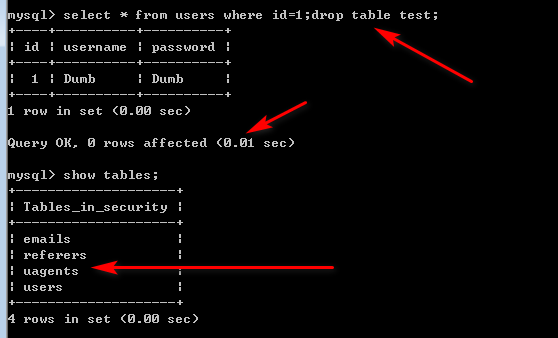 mysql> select * from users where id=1;drop table test;
+----+----------+----------+
| id | username | password |
+----+----------+----------+
|  1 | Dumb     | Dumb     |
+----+----------+----------+
1 row in set (0.00 sec)
Query OK, 0 rows affected (0.01 sec)
mysql> show tables;
+--------------------+
| Tables_in_security |
+--------------------+
| emails             |
| referers           |
| uagents            |
| users              |
+--------------------+
4 rows in set (0.00 sec)